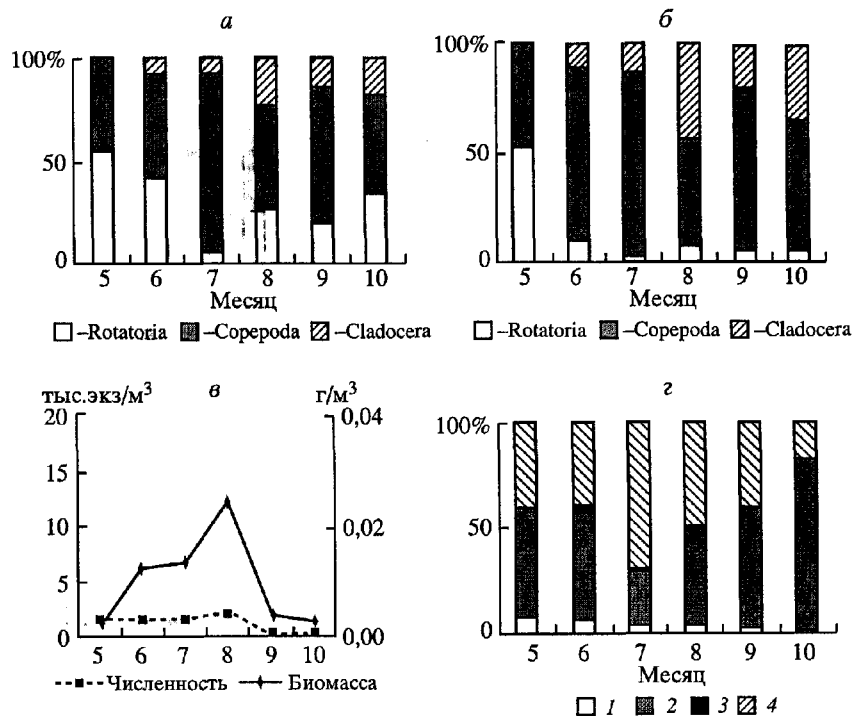 а
100%
50
0
5 6 7 8 9 10
Месяц
–Rotatoria –Copepoda –Cladocera
б
100%
50
0
5 6 7 8 9 10
Месяц
–Rotatoria –Copepoda –Cladocera
тыс.экз/м³ в г/м³
20 0,04
15
10 0,02
5
0 0,00
5 6 7 8 9 10
Численность Биомасса
г
100%
50
0
5 6 7 8 9 10
Месяц
1 2 3 4